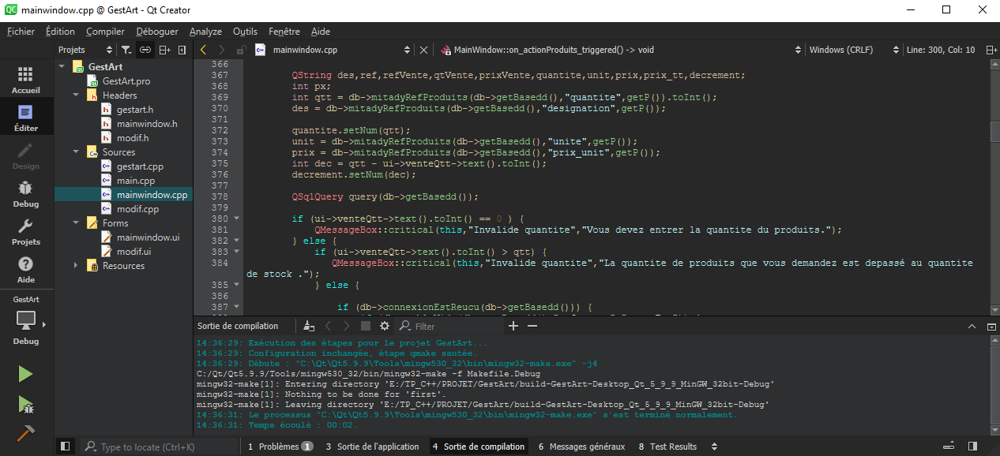 mainwindow.cpp @ GestArt - Qt Creator
Fichier Édition Compiler Déboguer Analyze Outils Fenêtre Aide
Projets mainwindow.cpp MainWindow::on_actionProduits_triggered() -> void Windows (CRLF) Line: 300, Col: 10
Accueil
Éditer
Design
Debug
Projets
Aide
GestArt
Debug
GestArt
GestArt.pro
Headers
gestart.h
mainwindow.h
modif.h
Sources
gestart.cpp
main.cpp
mainwindow.cpp
modif.cpp
Forms
mainwindow.ui
modif.ui
Resources
366
367 QString des,ref,refVente,qtVente,prixVente,quantite,unit,prix,prix_tt,decrement;
368 int px;
369 int qtt = db->mitadyRefProduits(db->getBasedd(),"quantite",getP()).toInt();
370 des = db->mitadyRefProduits(db->getBasedd(),"designation",getP());
371
372 quantite.setNum(qtt);
373 unit = db->mitadyRefProduits(db->getBasedd(),"unite",getP());
374 prix = db->mitadyRefProduits(db->getBasedd(),"prix_unit",getP());
375 int dec = qtt - ui->venteQtt->text().toInt();
376 decrement.setNum(dec);
377
378 QSqlQuery query(db->getBasedd());
379
380 if (ui->venteQtt->text().toInt() == 0 ) {
381 QMessageBox::critical(this,"Invalide quantite","Vous devez entrer la quantite du produits.");
382 } else {
383 if (ui->venteQtt->text().toInt() > qtt) {
384 QMessageBox::critical(this,"Invalide quantite","La quantite de produits que vous demandez est depassé au quantite
de stock .");
385 } else {
386
387 if (db->connexionEstReucu(db->getBasedd())) {
Sortie de compilation Filter
14:36:29: Exécution des étapes pour le projet GestArt...
14:36:29: Configuration inchangée, étape qmake sautée.
14:36:29: Débute : "C:\Qt\Qt5.9.9\Tools\mingw530_32\bin\mingw32-make.exe" -j4
C:/Qt/Qt5.9.9/Tools/mingw530_32/bin/mingw32-make -f Makefile.Debug
mingw32-make[1]: Entering directory 'E:/TP_C++/PROJET/GestArt/build-GestArt-Desktop_Qt_5_9_9_MinGW_32bit-Debug'
mingw32-make[1]: Nothing to be done for 'first'.
mingw32-make[1]: Leaving directory 'E:/TP_C++/PROJET/GestArt/build-GestArt-Desktop_Qt_5_9_9_MinGW_32bit-Debug'
14:36:31: Le processus "C:\Qt\Qt5.9.9\Tools\mingw530_32\bin\mingw32-make.exe" s'est terminé normalement.
14:36:31: Temps écoulé : 00:02.
Type to locate (Ctrl+K) 1 Problèmes 1 3 Sortie de l'application 4 Sortie de compilation 6 Messages généraux 8 Test Results